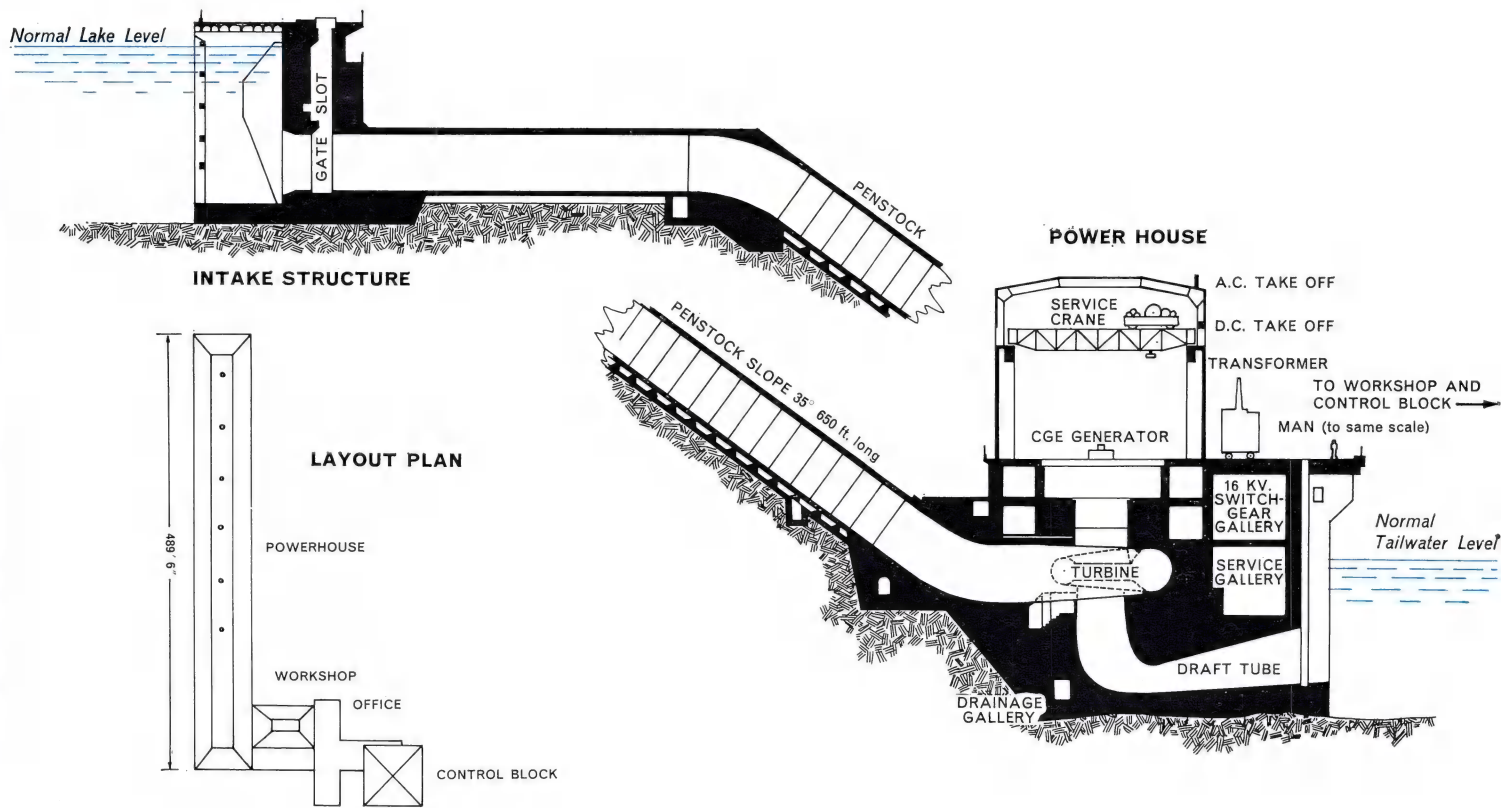 Normal Lake Level
GATE SLOT
PENSTOCK
INTAKE STRUCTURE
POWER HOUSE
A.C. TAKE OFF
SERVICE
CRANE
D.C. TAKE OFF
TRANSFORMER
TO WORKSHOP AND
CONTROL BLOCK
MAN (to same scale)
CGE GENERATOR
PENSTOCK SLOPE 35° 650 ft. long
16 KV.
SWITCH-
GEAR
GALLERY
Normal
Tailwater Level
SERVICE
GALLERY
TURBINE
DRAFT TUBE
DRAINAGE
GALLERY
LAYOUT PLAN
489' 6"
POWERHOUSE
WORKSHOP
OFFICE
CONTROL BLOCK